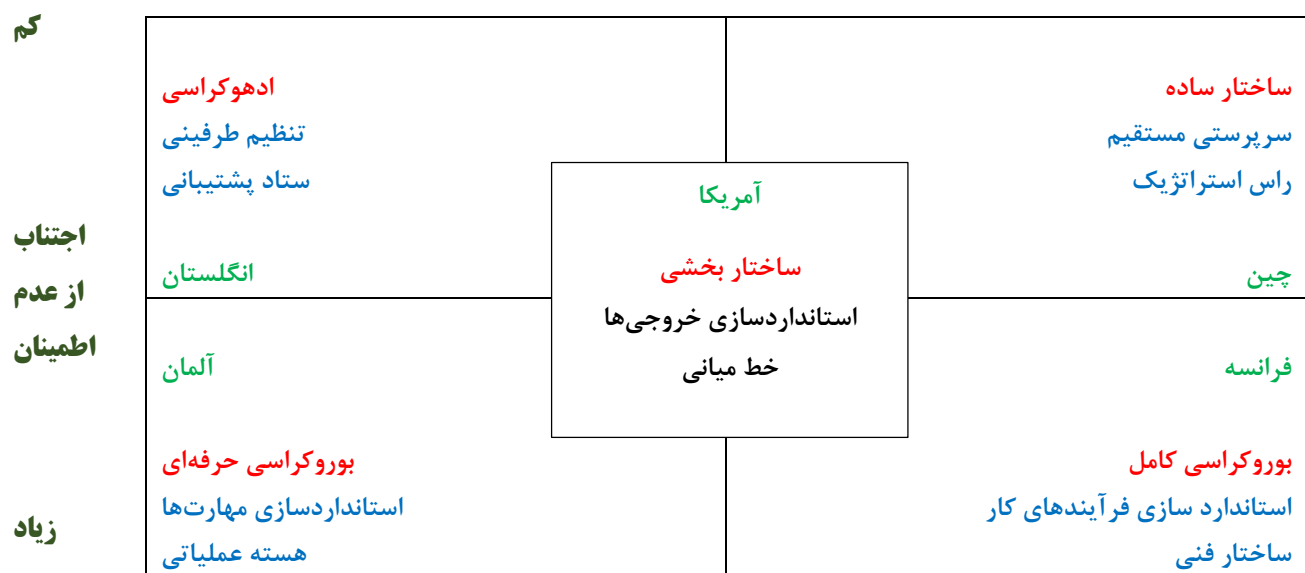 کم
ساختار ساده
سرپرستی مستقیم
راس استراتژیک
چین
ادهوکراسی
تنظیم طرفینی
ستاد پشتیبانی
انگلستان
آمریکا
ساختار بخشی
استانداردسازی خروجی‌ها
خط میانی
اجتناب
از عدم
اطمینان
فرانسه
بوروکراسی کامل
استاندارد سازی فرآیندهای کار
ساختار فنی
آلمان
بوروکراسی حرفه‌ای
استانداردسازی مهارت‌ها
هسته عملیاتی
زیاد